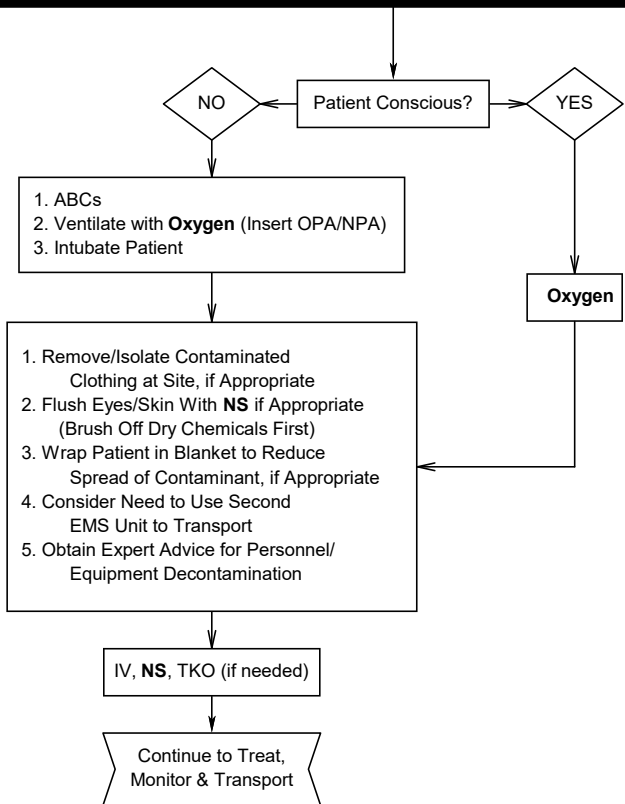 NO
Patient Conscious?
YES
1. ABCs
2. Ventilate with Oxygen (Insert OPA/NPA)
3. Intubate Patient
Oxygen
1. Remove/Isolate Contaminated
Clothing at Site, if Appropriate
2. Flush Eyes/Skin With NS if Appropriate
(Brush Off Dry Chemicals First)
3. Wrap Patient in Blanket to Reduce
Spread of Contaminant, if Appropriate
4. Consider Need to Use Second
EMS Unit to Transport
5. Obtain Expert Advice for Personnel/
Equipment Decontamination
IV, NS, TKO (if needed)
Continue to Treat,
Monitor & Transport